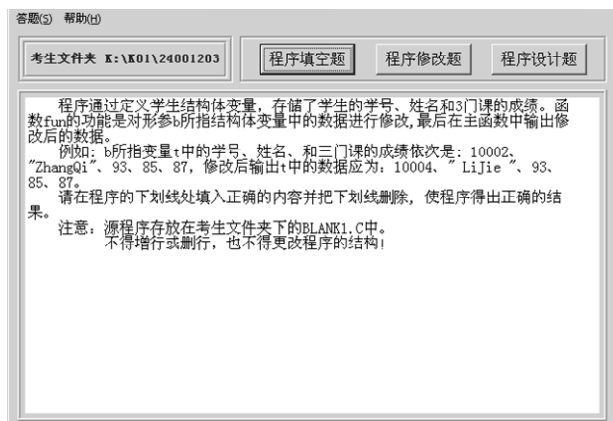 答题(S) 帮助(H)
考生文件夹 K:\K01\24001203
程序填空题 程序修改题 程序设计题
程序通过定义学生结构体变量，存储了学生的学号、姓名和3门课的成绩。函
数fun的功能是对形参b所指结构体变量中的数据进行修改,最后在主函数中输出修
改后的数据。
例如: b所指变量t中的学号、姓名、和三门课的成绩依次是: 10002、
"ZhangQi"、93、85、87, 修改后输出t中的数据应为: 10004、" LiJie "、93、
85、87。
请在程序的下划线处填入正确的内容并把下划线删除, 使程序得出正确的结
果。
注意: 源程序存放在考生文件夹下的BLANK1.C中。
不得增行或删行, 也不得更改程序的结构!